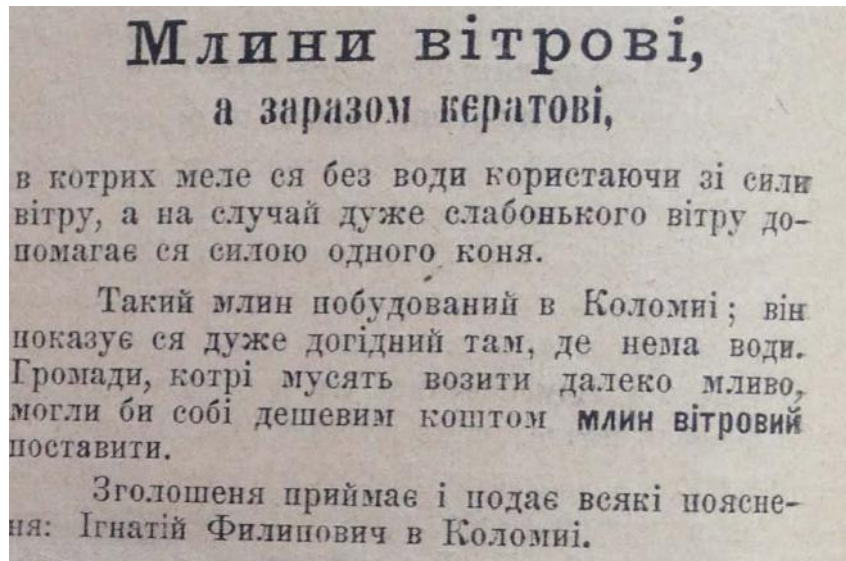 Млини вітрові,
а заразом кератові,
в котрих меле ся без води користаючи зі сили
вітру, а на случай дуже слабонького вітру до-
помагає ся силою одного коня.
Такий млин побудований в Коломиї; він
показує ся дуже догідний там, де нема води.
Громади, котрі мусять возити далеко мливо,
могли би собі дешевим коштом млин вітровий
поставити.
Зголошеня приймає і подає всякі поясне-
ня: Ігнатій Филипович в Коломиї.